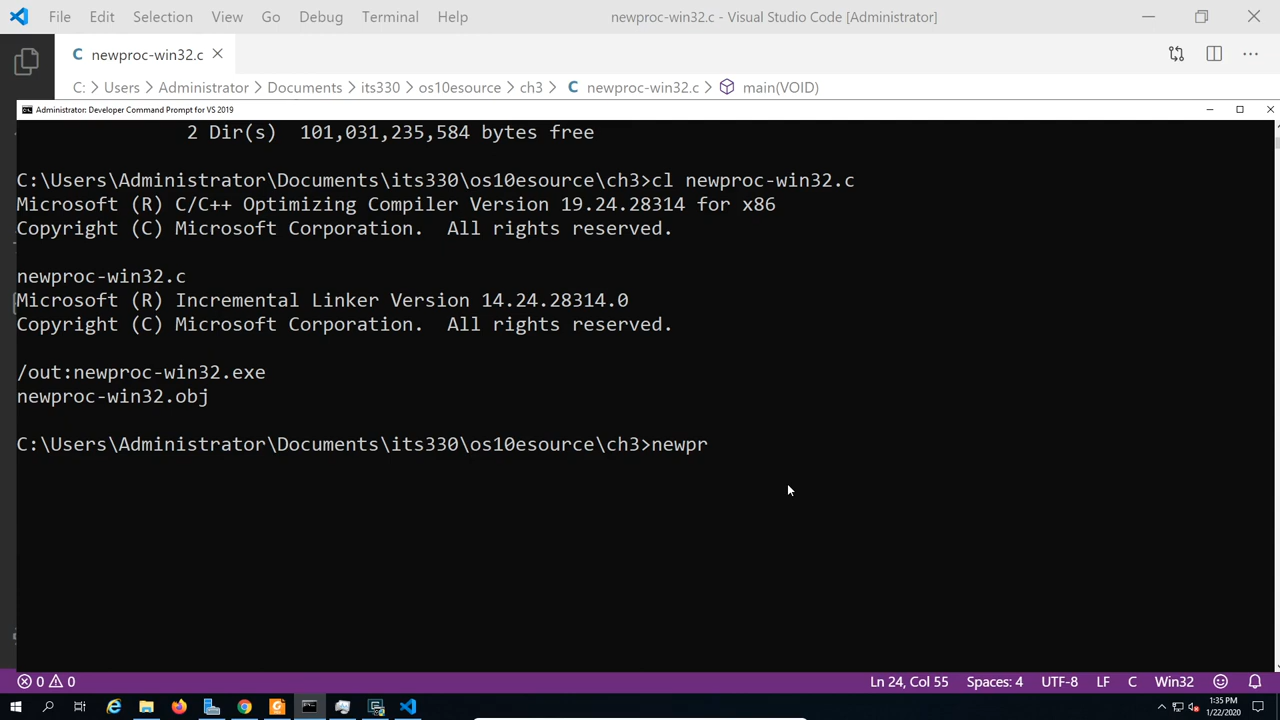 File Edit Selection View Go Debug Terminal Help newproc-win32.c - Visual Studio Code [Administrator]
C newproc-win32.c
C: > Users > Administrator > Documents > its330 > os10esource > ch3 > C newproc-win32.c > main(VOID)
Administrator: Developer Command Prompt for VS 2019
2 Dir(s) 101,031,235,584 bytes free
C:\Users\Administrator\Documents\its330\os10esource\ch3>cl newproc-win32.c
Microsoft (R) C/C++ Optimizing Compiler Version 19.24.28314 for x86
Copyright (C) Microsoft Corporation. All rights reserved.
newproc-win32.c
Microsoft (R) Incremental Linker Version 14.24.28314.0
Copyright (C) Microsoft Corporation. All rights reserved.
/out:newproc-win32.exe
newproc-win32.obj
C:\Users\Administrator\Documents\its330\os10esource\ch3>newpr
0 0 Ln 24, Col 55 Spaces: 4 UTF-8 LF C Win32
1:35 PM
1/22/2020